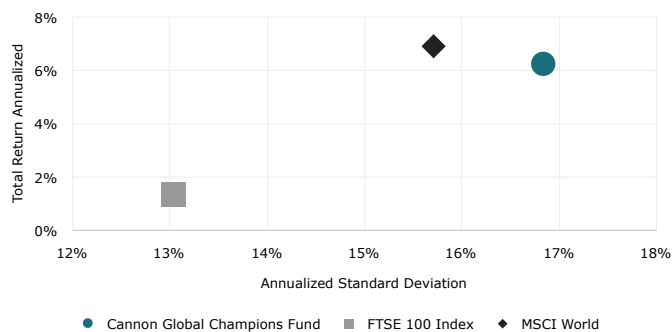 8%
6%
4%
2%
0%
Total Return Annualized
12% 13% 14% 15% 16% 17% 18%
Annualized Standard Deviation
Cannon Global Champions Fund FTSE 100 Index MSCI World